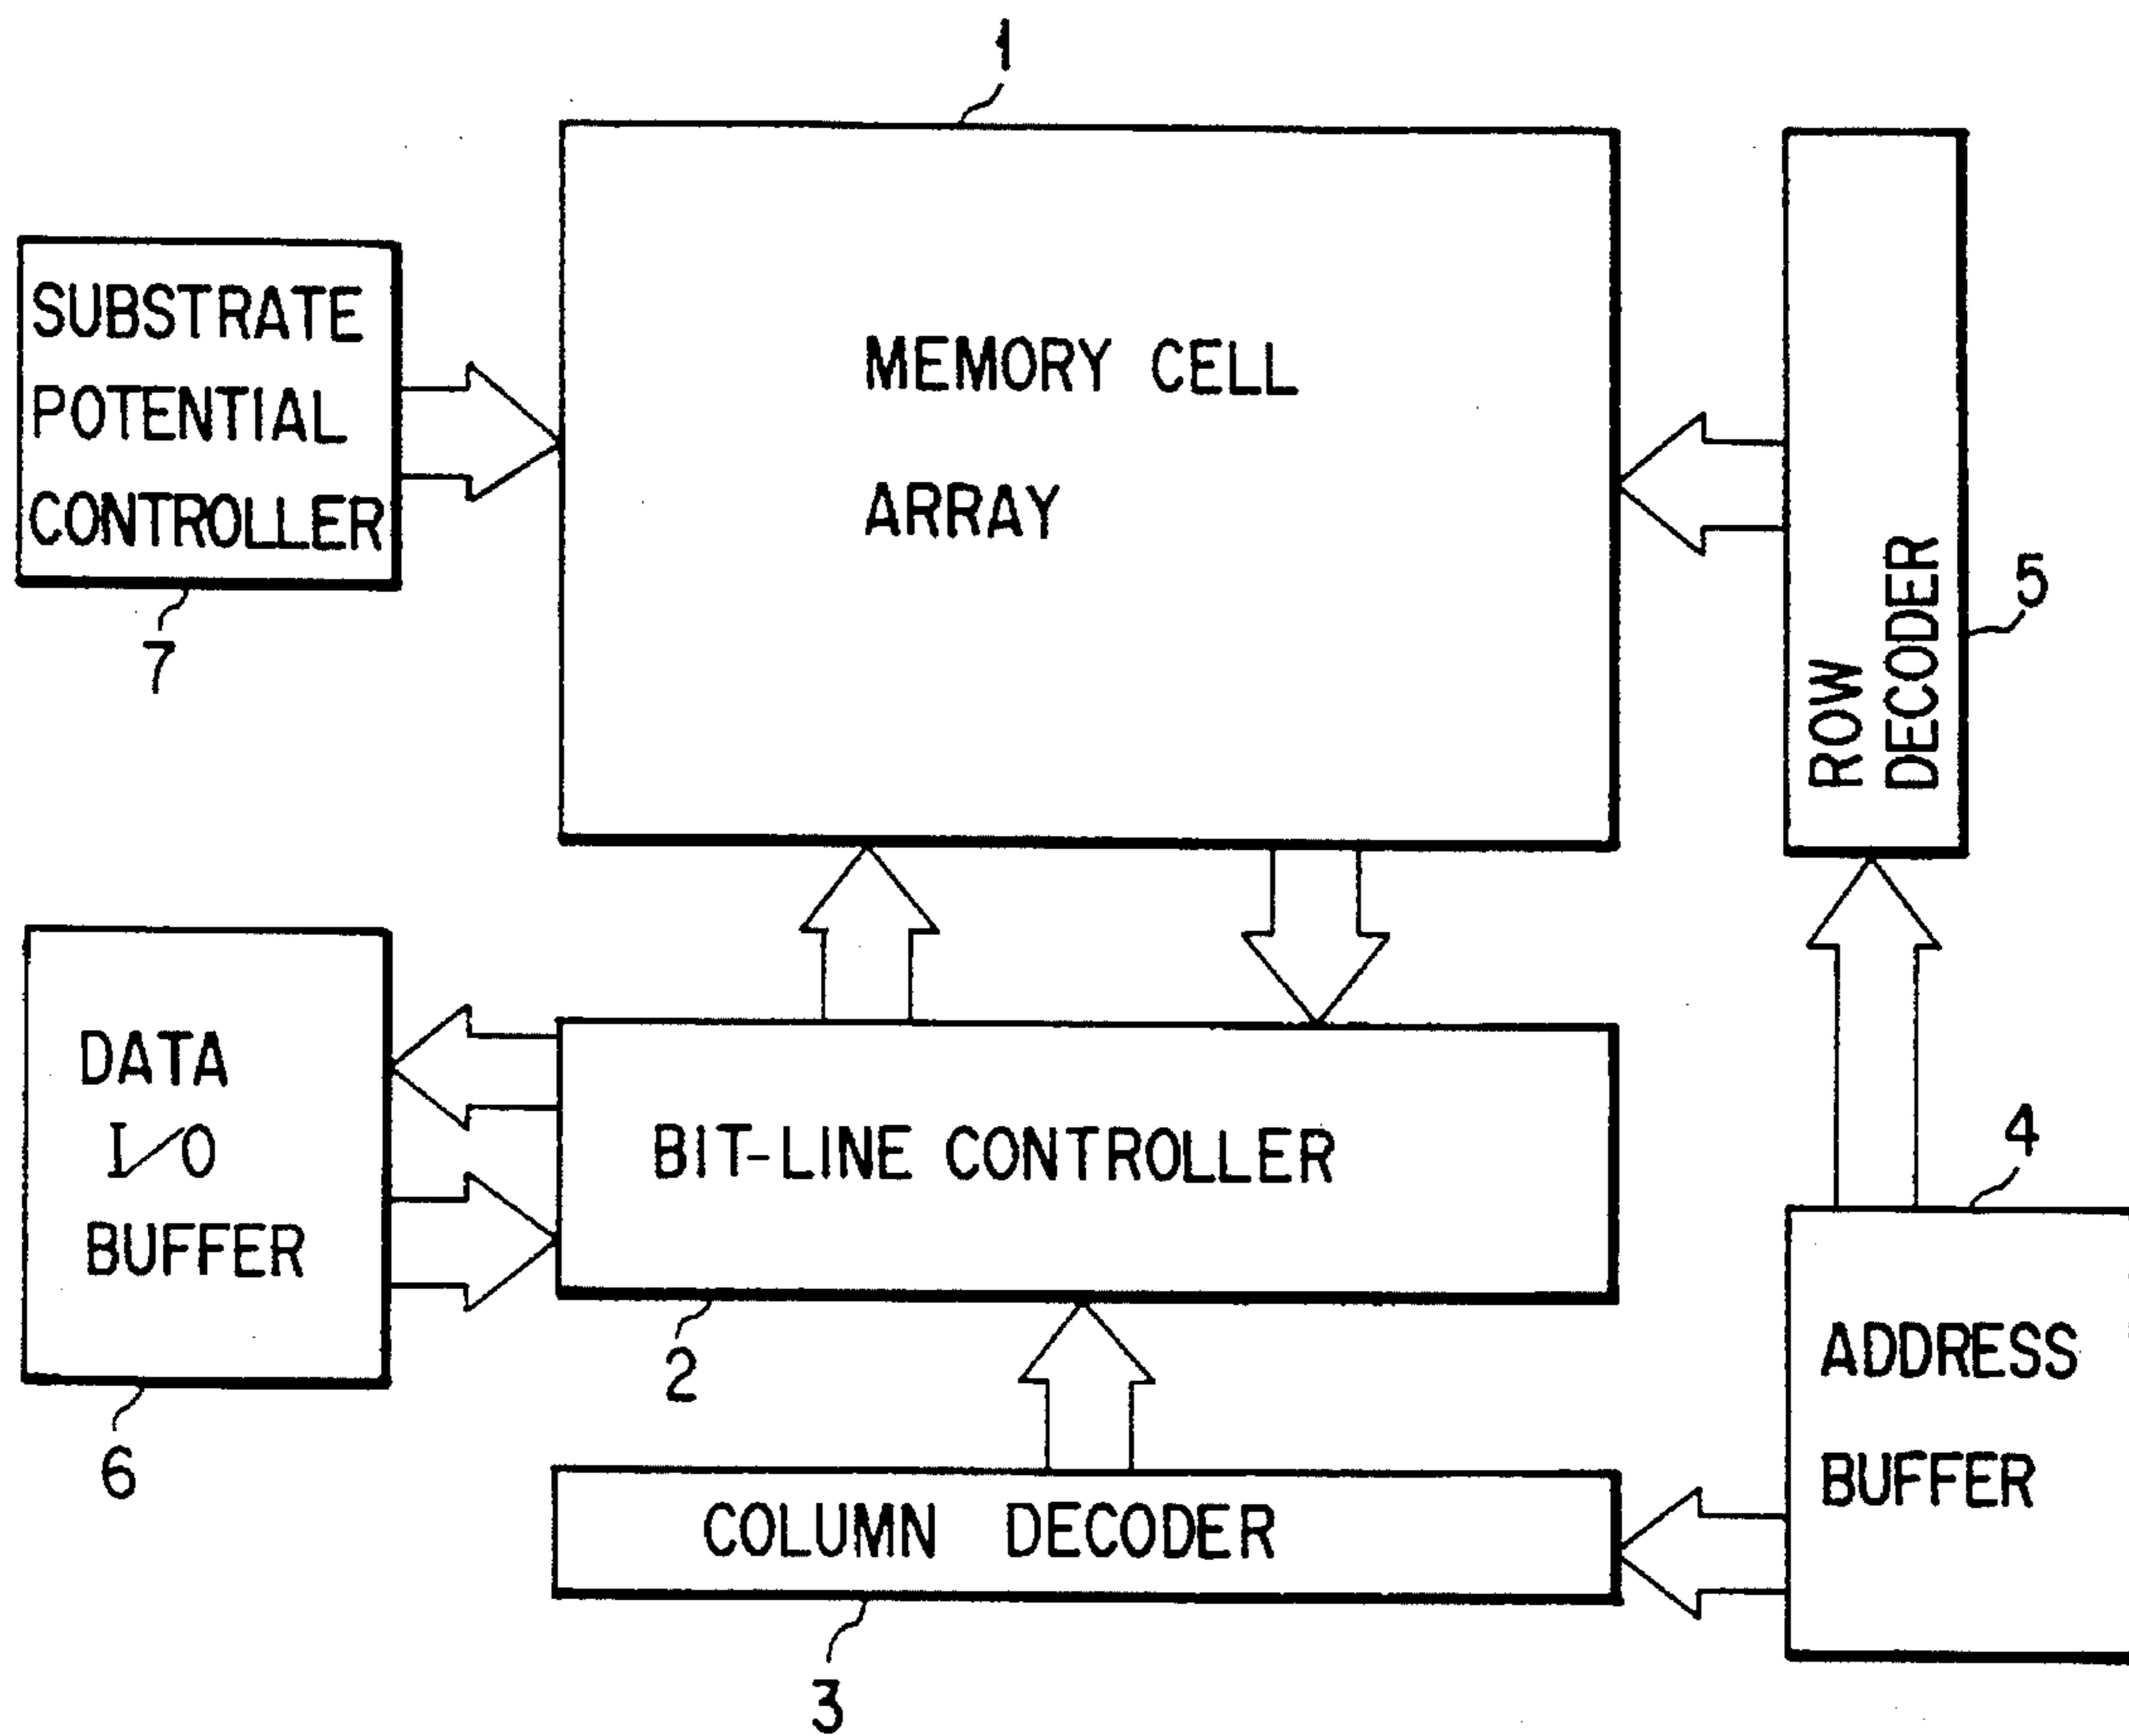 1
SUBSTRATE
POTENTIAL
CONTROLLER
7
MEMORY CELL
ARRAY
ROW
DECODER
5
DATA
I/O
BUFFER
6
BIT-LINE CONTROLLER
2
4
ADDRESS
BUFFER
COLUMN DECODER
3